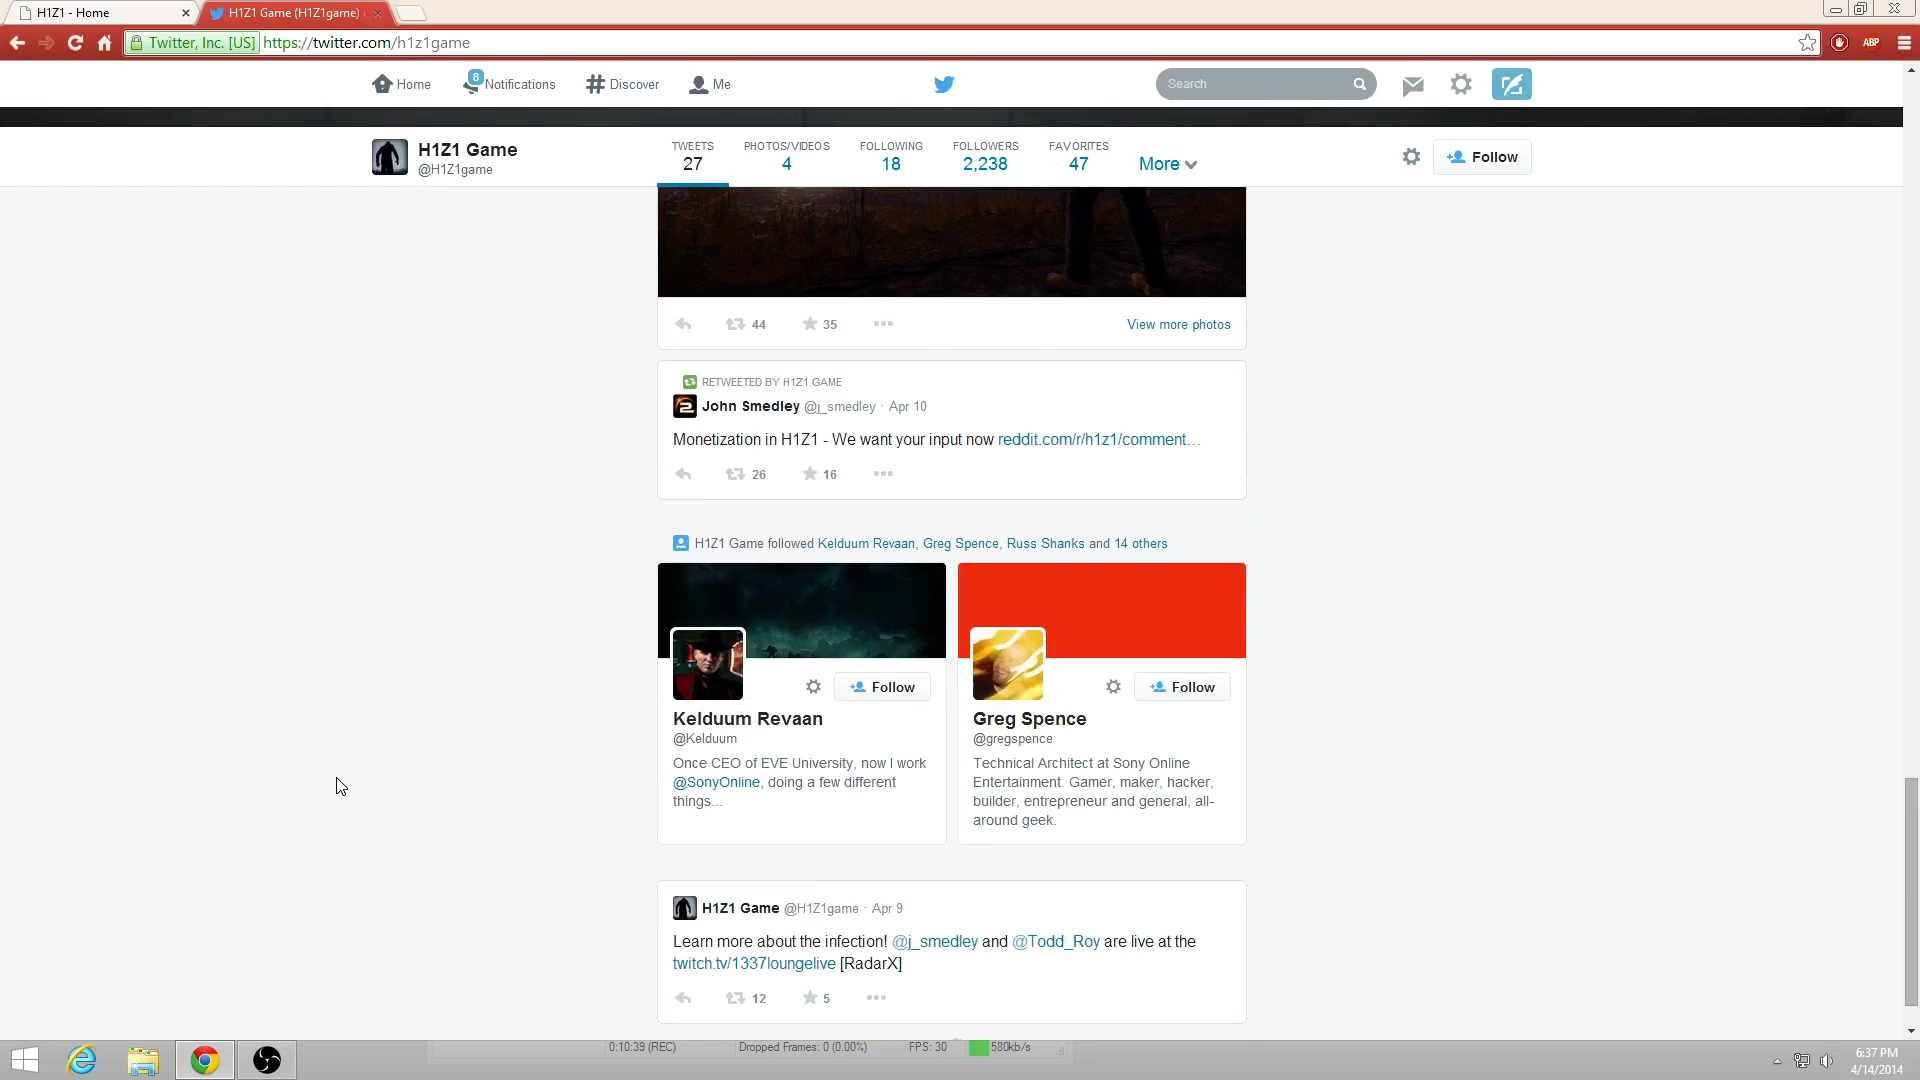 H1Z1 - Home
H1Z1 Game (H1Z1game)
Twitter, Inc. [US] https://twitter.com/h1z1game
ABP
Home
8
Notifications
Discover
Me
Search
H1Z1 Game
@H1Z1game
TWEETS
27
PHOTOS/VIDEOS
4
FOLLOWING
18
FOLLOWERS
2,238
FAVORITES
47
More
Follow
44
35
View more photos
RETWEETED BY H1Z1 GAME
John Smedley @j_smedley · Apr 10
Monetization in H1Z1 - We want your input now reddit.com/r/h1z1/comment…
26
16
H1Z1 Game followed Kelduum Revaan, Greg Spence, Russ Shanks and 14 others
Follow
Kelduum Revaan
@Kelduum
Once CEO of EVE University, now I work
@SonyOnline, doing a few different
things...
Follow
Greg Spence
@gregspence
Technical Architect at Sony Online
Entertainment. Gamer, maker, hacker,
builder, entrepreneur and general, all-
around geek.
H1Z1 Game @H1Z1game · Apr 9
Learn more about the infection! @j_smedley and @Todd_Roy are live at the
twitch.tv/1337loungelive [RadarX]
12
5
0:10:39 (REC)
Dropped Frames: 0 (0.00%)
FPS: 30
580kb/s
6:37 PM
4/14/2014